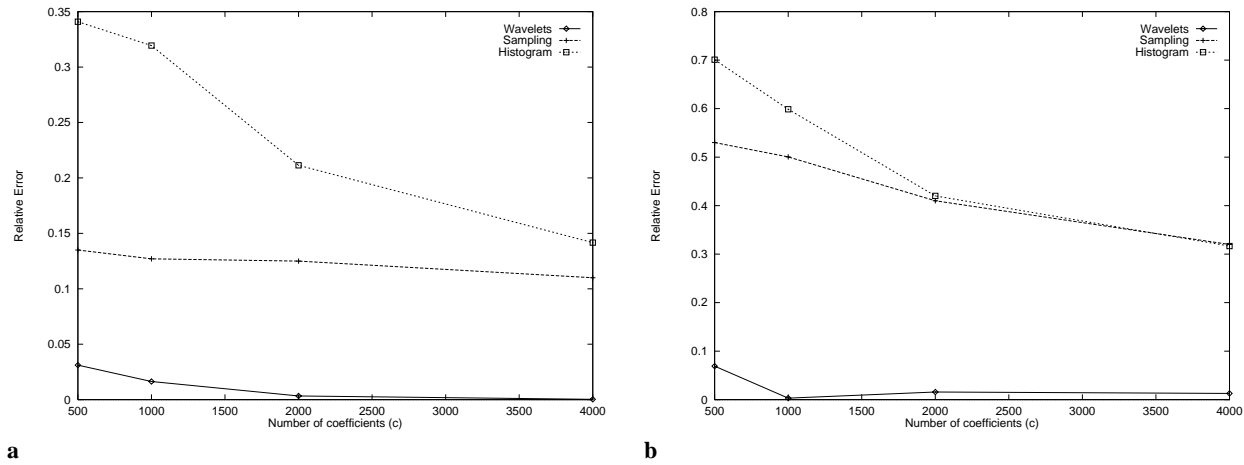 0.35
0.3
0.25
0.2
0.15
0.1
0.05
0
Relative Error
Wavelets
Sampling
Histogram
500 1000 1500 2000 2500 3000 3500 4000
Number of coefficients (c)
a
0.8
0.7
0.6
0.5
0.4
0.3
0.2
0.1
0
Relative Error
Wavelets
Sampling
Histogram
500 1000 1500 2000 2500 3000 3500 4000
Number of coefficients (c)
b